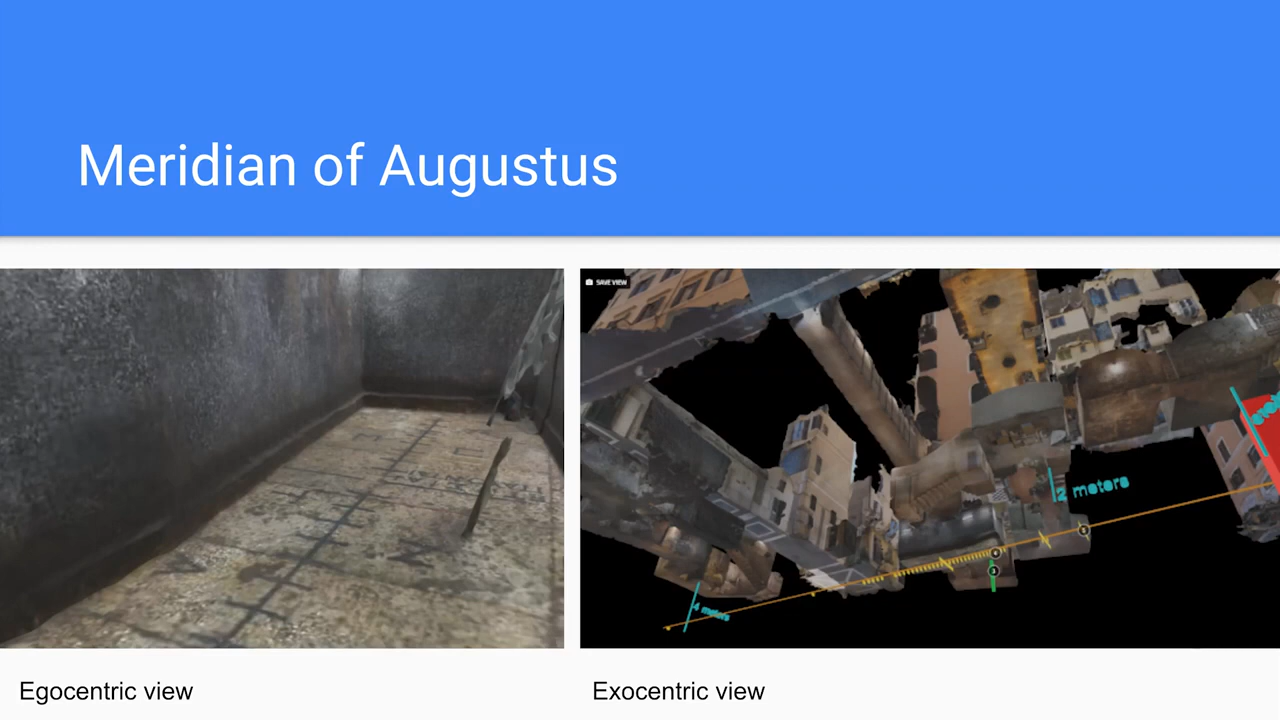 Meridian of Augustus
SAVE VIEW
2 meters
4 meters
Egocentric view
Exocentric view